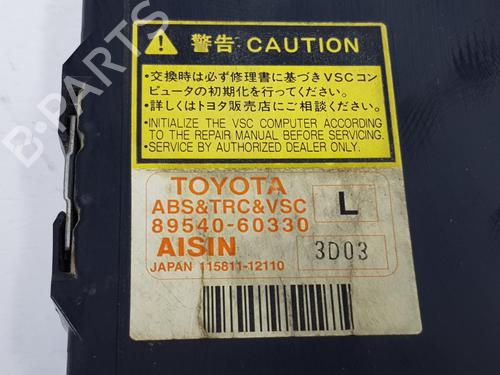 警告 CAUTION
•交換時は必ず修理書に基づきVSCコン
ピュータの初期化を行ってください。
•詳しくはトヨタ販売店にご相談ください。
•INITIALIZE THE VSC COMPUTER ACCORDING
TO THE REPAIR MANUAL BEFORE SERVICING.
•SERVICE BY AUTHORIZED DEALER ONLY.
TOYOTA
ABS&TRC&VSC
L
89540-60330
AISIN
3D03
JAPAN 115811-12110
B-PARTS